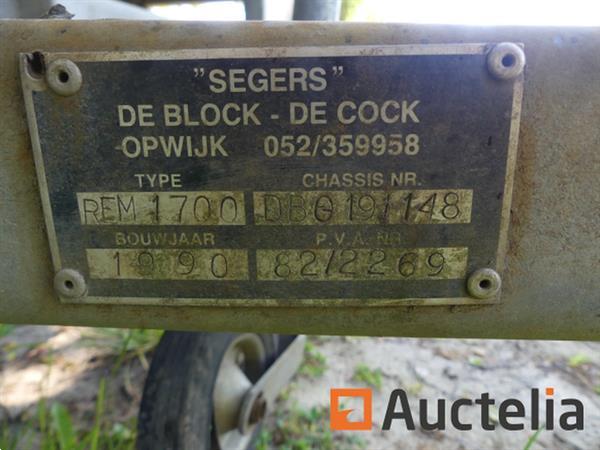 "SEGERS"
DE BLOCK - DE COCK
OPWIJK 052/359958
TYPE CHASSIS NR.
REM 1700 DBG191148
BOUWJAAR P.V.A. NR.
1990 82/2269
Auctelia